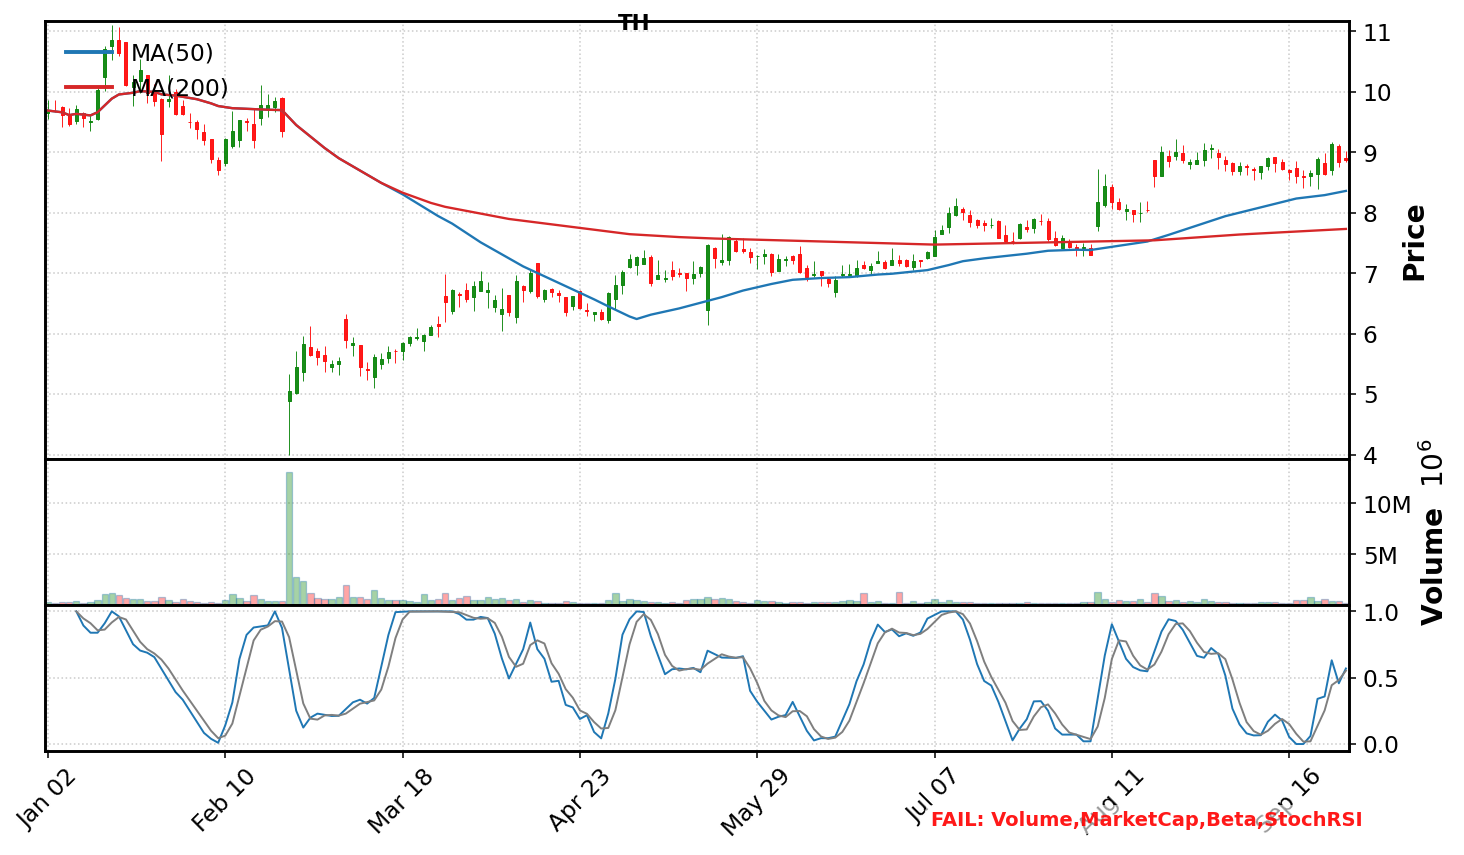 TH
MA(50)
MA(200)
11
10
9
8
7
6
5
4
Price
10M
5M
Volume 10^6
1.0
0.5
0.0
Jan 02
Feb 10
Mar 18
Apr 23
May 29
Jul 07
Aug 11
Sep 16
FAIL: Volume,MarketCap,Beta,StochRSI